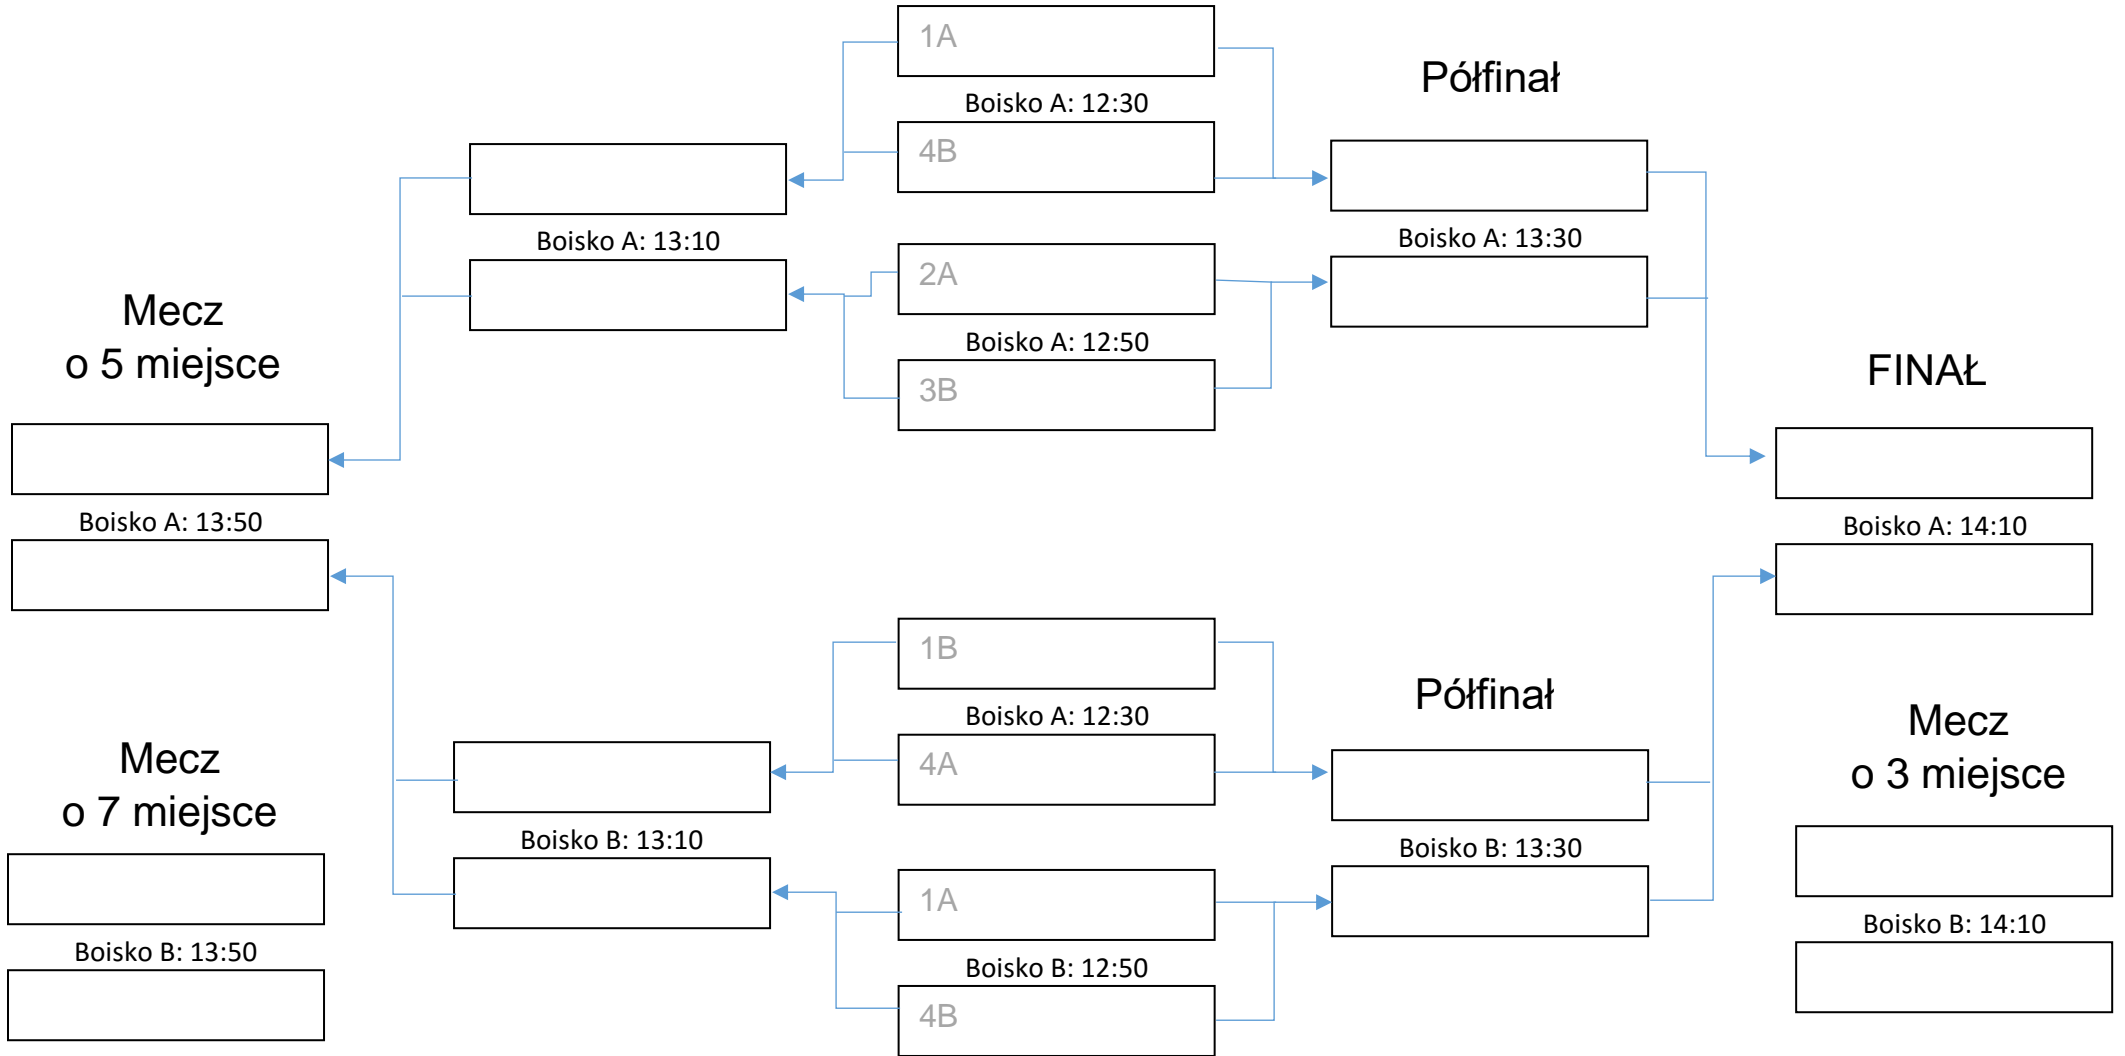 1A
Boisko A: 12:30
4B
Półfinał
Boisko A: 13:10
Boisko A: 13:30
2A
Boisko A: 12:50
3B
Mecz
o 5 miejsce
Boisko A: 13:50
FINAŁ
Boisko A: 14:10
1B
Boisko A: 12:30
4A
Półfinał
Mecz
o 7 miejsce
Boisko B: 13:50
Boisko B: 13:10
Boisko B: 13:30
1A
Boisko B: 12:50
4B
Mecz
o 3 miejsce
Boisko B: 14:10